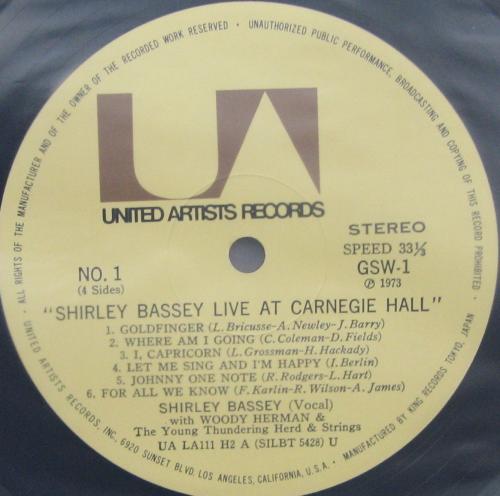 ALL RIGHTS OF THE MANUFACTURER AND OF THE OWNER OF THE RECORDED WORK RESERVED • UNAUTHORIZED PUBLIC PERFORMANCE, BROADCASTING AND COPYING OF THIS RECORD PROHIBITED •
UA
UNITED ARTISTS RECORDS
STEREO
SPEED 33⅓
NO. 1
GSW-1
(4 Sides)
℗ 1973
"SHIRLEY BASSEY LIVE AT CARNEGIE HALL"
1. GOLDFINGER (L. Bricusse-A. Newley-J. Barry)
2. WHERE AM I GOING (C. Coleman-D. Fields)
3. I, CAPRICORN (L. Grossman-H. Hackady)
4. LET ME SING AND I'M HAPPY (I. Berlin)
5. JOHNNY ONE NOTE (R. Rodgers-L. Hart)
6. FOR ALL WE KNOW (F. Karlin-R. Wilson-A. James)
SHIRLEY BASSEY (Vocal)
with WOODY HERMAN &
The Young Thundering Herd & Strings
UA LA111 H2 A (SILBT 5428) U
UNITED ARTISTS RECORDS, INC. 6920 SUNSET BLVD. LOS ANGELES, CALIFORNIA, U.S.A. • MANUFACTURED BY KING RECORDS TOKYO, JAPAN